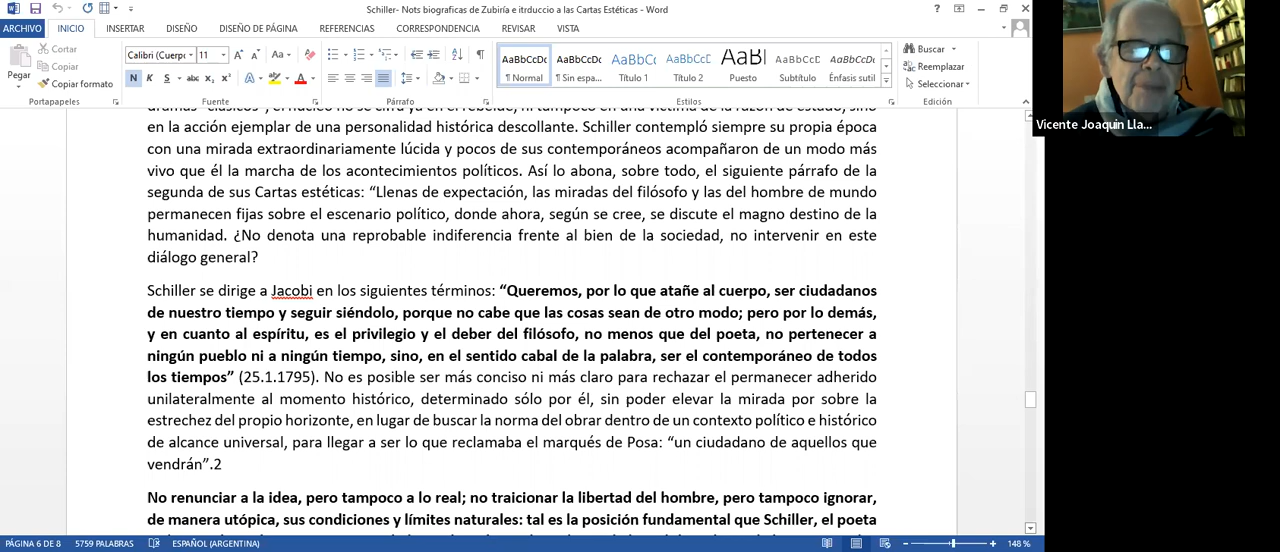 Schiller- Nots biograficas de Zubiría e itrduccio a las Cartas Estéticas - Word
ARCHIVO INICIO INSERTAR DISEÑO DISEÑO DE PÁGINA REFERENCIAS CORRESPONDENCIA REVISAR VISTA
Cortar
Copiar
Copiar formato
Pegar
Portapapeles
Calibri (Cuerpo 11
N K S abc x₂ x²
Fuente
Párrafo
AaBbCcDc AaBbCcDc AaBbCc AaBbCcD AaBl AaBbCcD AaBbCcDc
¶ Normal ¶ Sin espa... Título 1 Título 2 Puesto Subtítulo Énfasis sutil
Estilos
Buscar
Reemplazar
Seleccionar
Edición
Vicente Joaquin Lla...
en la acción ejemplar de una personalidad histórica descollante. Schiller contempló siempre su propia época
con una mirada extraordinariamente lúcida y pocos de sus contemporáneos acompañaron de un modo más
vivo que él la marcha de los acontecimientos políticos. Así lo abona, sobre todo, el siguiente párrafo de la
segunda de sus Cartas estéticas: “Llenas de expectación, las miradas del filósofo y las del hombre de mundo
permanecen fijas sobre el escenario político, donde ahora, según se cree, se discute el magno destino de la
humanidad. ¿No denota una reprobable indiferencia frente al bien de la sociedad, no intervenir en este
diálogo general?
Schiller se dirige a Jacobi en los siguientes términos: “Queremos, por lo que atañe al cuerpo, ser ciudadanos
de nuestro tiempo y seguir siéndolo, porque no cabe que las cosas sean de otro modo; pero por lo demás,
y en cuanto al espíritu, es el privilegio y el deber del filósofo, no menos que del poeta, no pertenecer a
ningún pueblo ni a ningún tiempo, sino, en el sentido cabal de la palabra, ser el contemporáneo de todos
los tiempos” (25.1.1795). No es posible ser más conciso ni más claro para rechazar el permanecer adherido
unilateralmente al momento histórico, determinado sólo por él, sin poder elevar la mirada por sobre la
estrechez del propio horizonte, en lugar de buscar la norma del obrar dentro de un contexto político e histórico
de alcance universal, para llegar a ser lo que reclamaba el marqués de Posa: “un ciudadano de aquellos que
vendrán”.2
No renunciar a la idea, pero tampoco a lo real; no traicionar la libertad del hombre, pero tampoco ignorar,
de manera utópica, sus condiciones y límites naturales: tal es la posición fundamental que Schiller, el poeta
PÁGINA 6 DE 8 5759 PALABRAS ESPAÑOL (ARGENTINA) 148 %